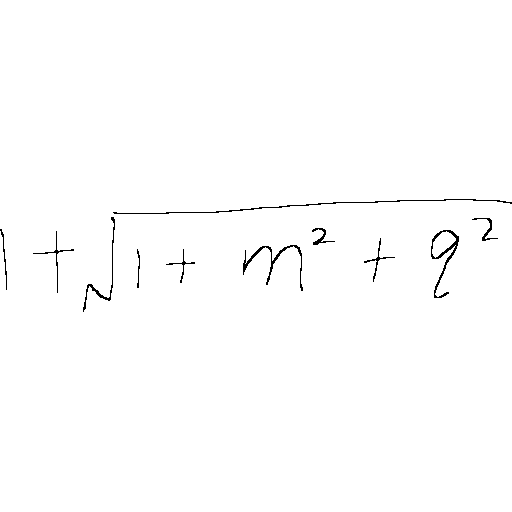 1 + \sqrt{1 + m^2 + q^2}